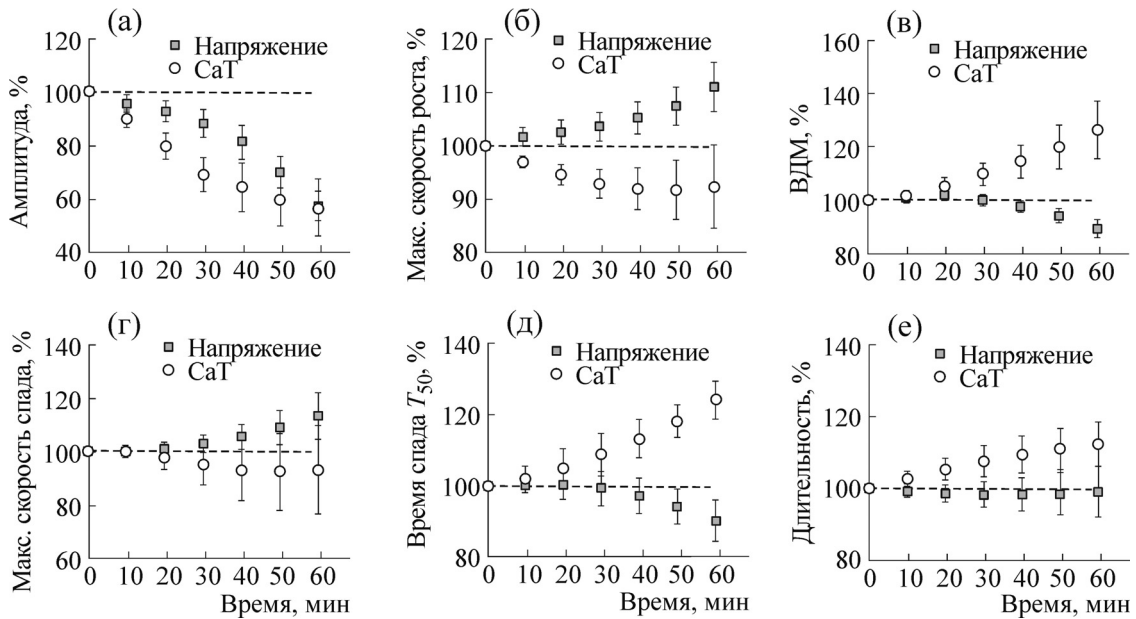 (а)
Амплитуда, %
120
100
80
60
40
Напряжение
CaT
0 10 20 30 40 50 60
(б)
Макс. скорость роста, %
120
110
100
90
80
Напряжение
CaT
0 10 20 30 40 50 60
(в)
ВДМ, %
160
140
120
100
80
Напряжение
CaT
0 10 20 30 40 50 60
(г)
Макс. скорость спада, %
140
120
100
80
60
Напряжение
CaT
0 10 20 30 40 50 60
Время, мин
(д)
Время спада T50, %
140
120
100
80
Напряжение
CaT
0 10 20 30 40 50 60
Время, мин
(е)
Длительность, %
140
120
100
80
Напряжение
CaT
0 10 20 30 40 50 60
Время, мин